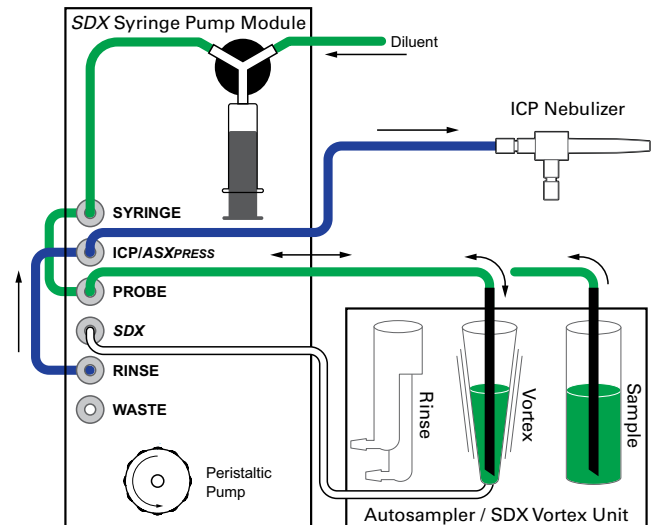 SDX Syringe Pump Module
Diluent
ICP Nebulizer
SYRINGE
ICP/ASXPRESS
PROBE
SDX
RINSE
WASTE
Peristaltic
Pump
Rinse
Vortex
Sample
Autosampler / SDX Vortex Unit